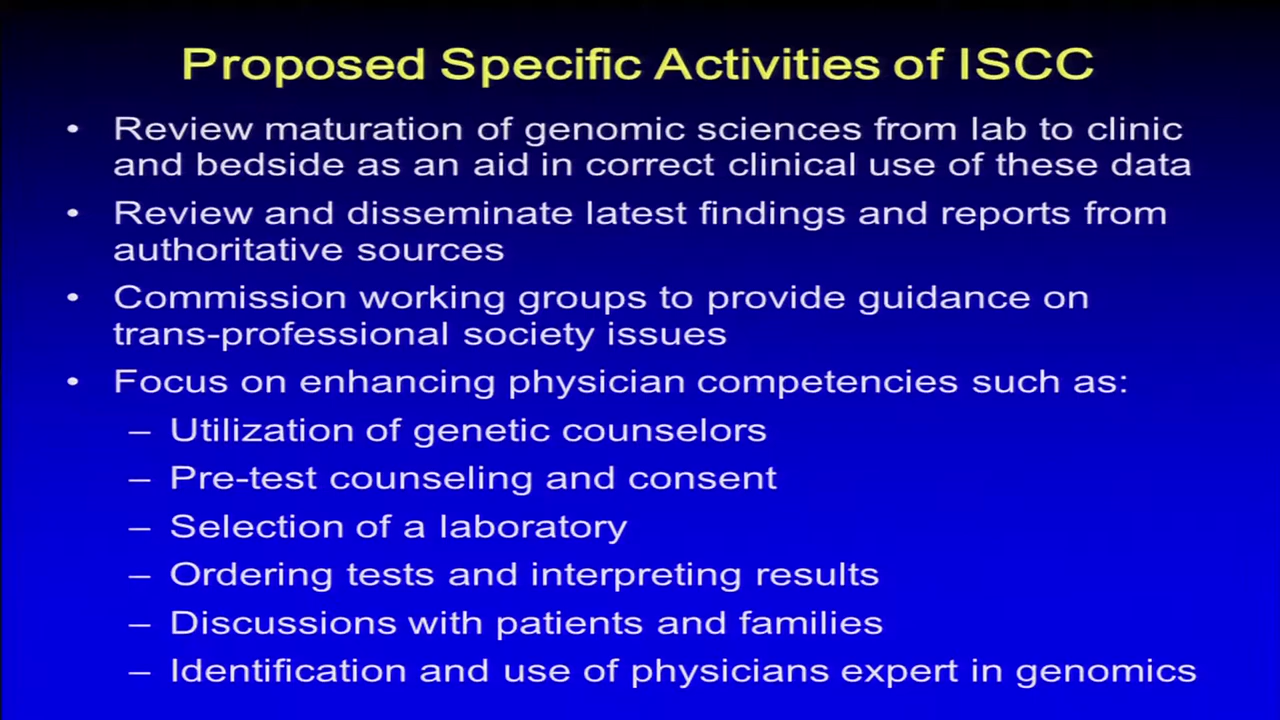 Proposed Specific Activities of ISCC
• Review maturation of genomic sciences from lab to clinic
and bedside as an aid in correct clinical use of these data
• Review and disseminate latest findings and reports from
authoritative sources
• Commission working groups to provide guidance on
trans-professional society issues
• Focus on enhancing physician competencies such as:
– Utilization of genetic counselors
– Pre-test counseling and consent
– Selection of a laboratory
– Ordering tests and interpreting results
– Discussions with patients and families
– Identification and use of physicians expert in genomics